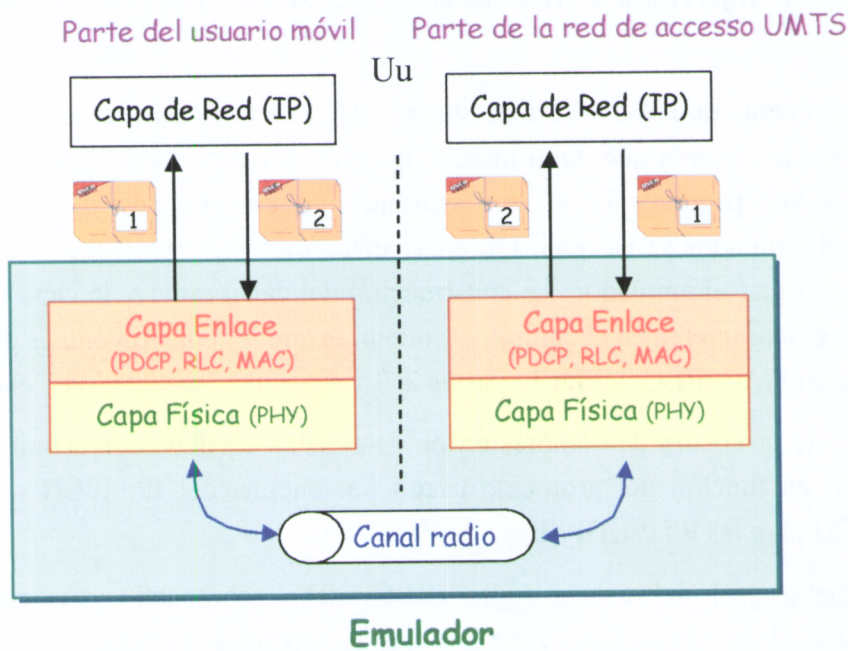 Parte del usuario móvil
Parte de la red de accesso UMTS
Uu
Capa de Red (IP)
Capa de Red (IP)
1
2
2
1
Capa Enlace
(PDCP, RLC, MAC)
Capa Física (PHY)
Capa Enlace
(PDCP, RLC, MAC)
Capa Física (PHY)
Canal radio
Emulador